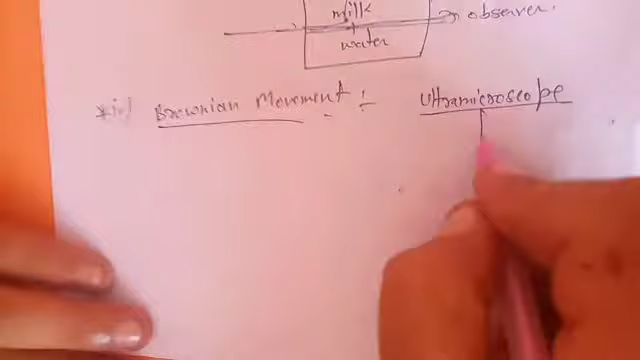 milk
observer.
water
*iv) Brownian Movement :- Ultramicroscope